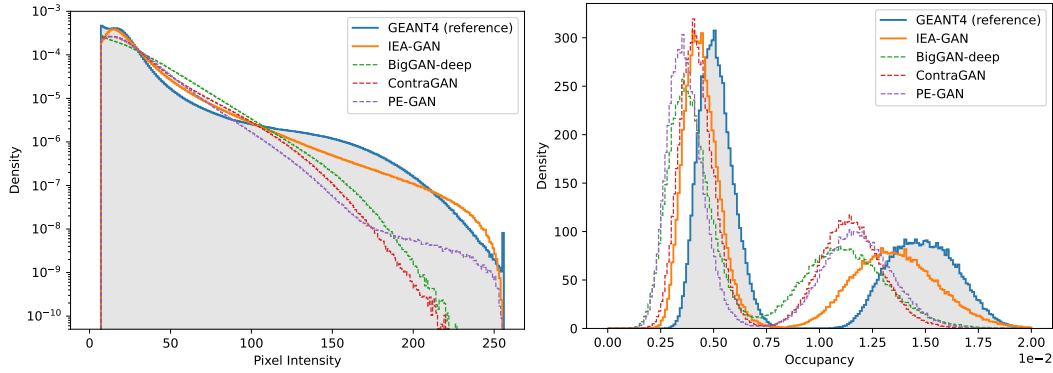 10⁻³
10⁻⁴
10⁻⁵
10⁻⁶
10⁻⁷
10⁻⁸
10⁻⁹
10⁻¹⁰
Density
0 50 100 150 200 250
Pixel Intensity
GEANT4 (reference)
IEA-GAN
BigGAN-deep
ContraGAN
PE-GAN
300
250
200
150
100
50
0
Density
0.00 0.25 0.50 0.75 1.00 1.25 1.50 1.75 2.00
1e−2
Occupancy
GEANT4 (reference)
IEA-GAN
BigGAN-deep
ContraGAN
PE-GAN